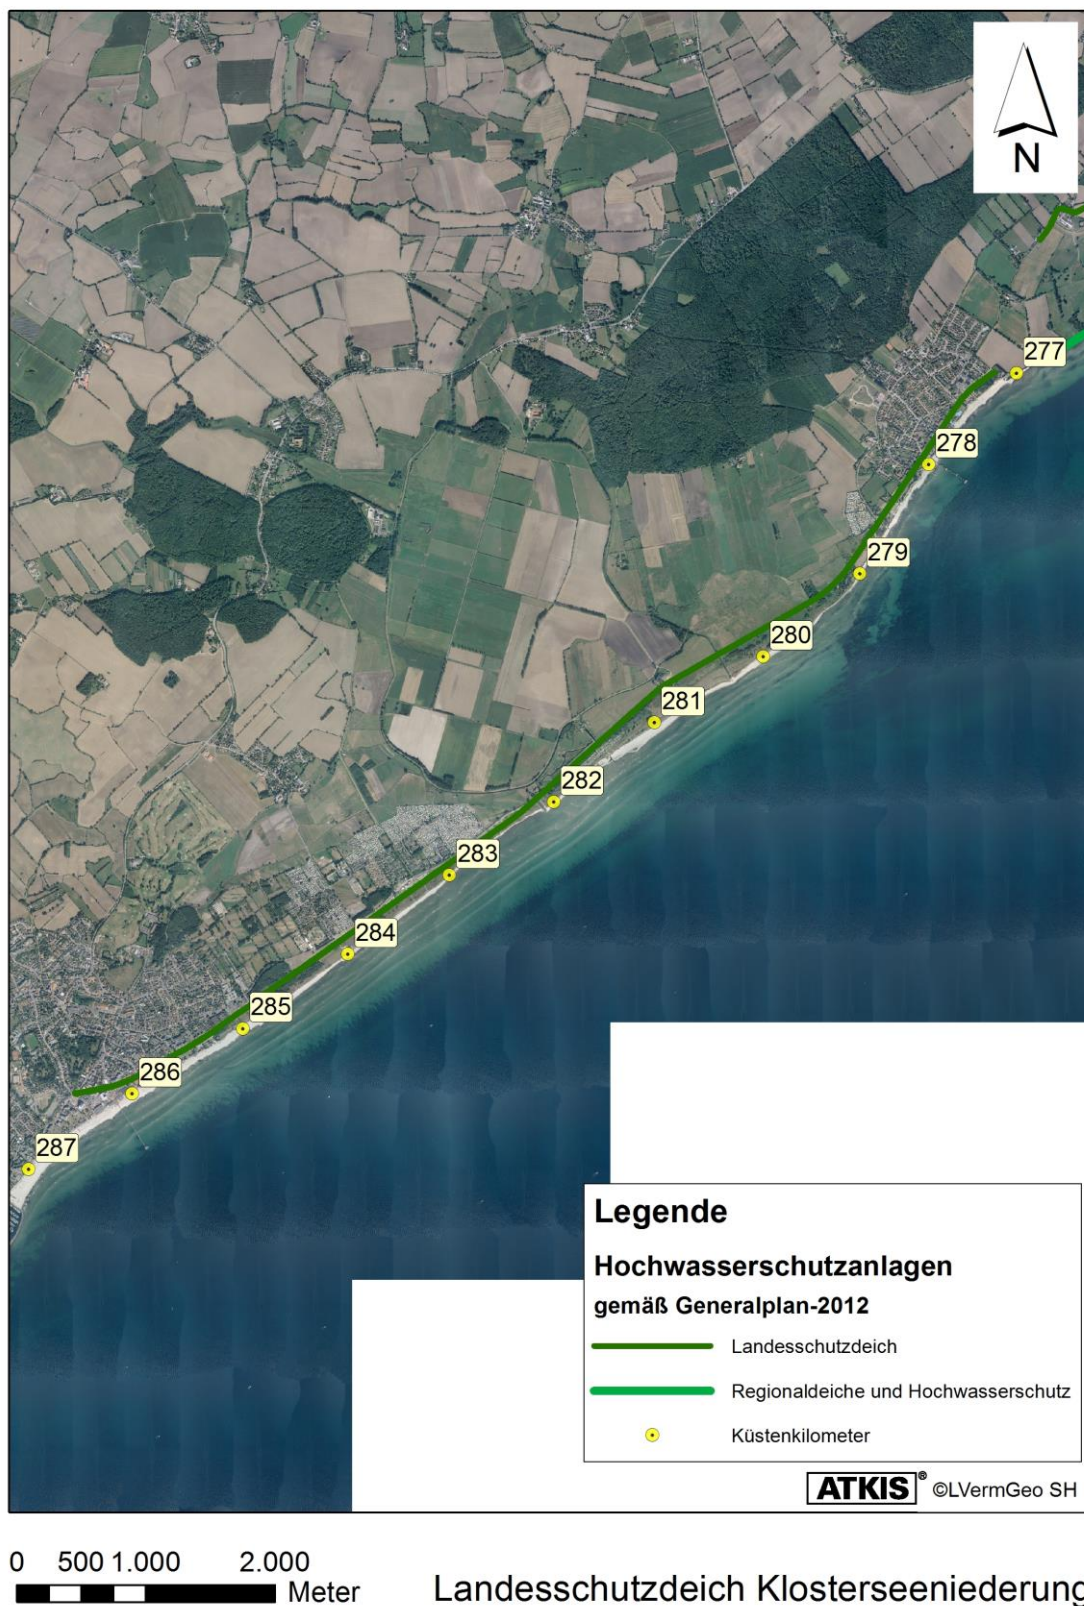 N
277
278
279
280
281
282
283
284
285
286
287
Legende
Hochwasserschutzanlagen
gemäß Generalplan-2012
Landesschutzdeich
Regionaldeiche und Hochwasserschutz
Küstenkilometer
ATKIS® ©LVermGeo SH
0 500 1.000 2.000
Meter
Landesschutzdeich Klosterseeniederung